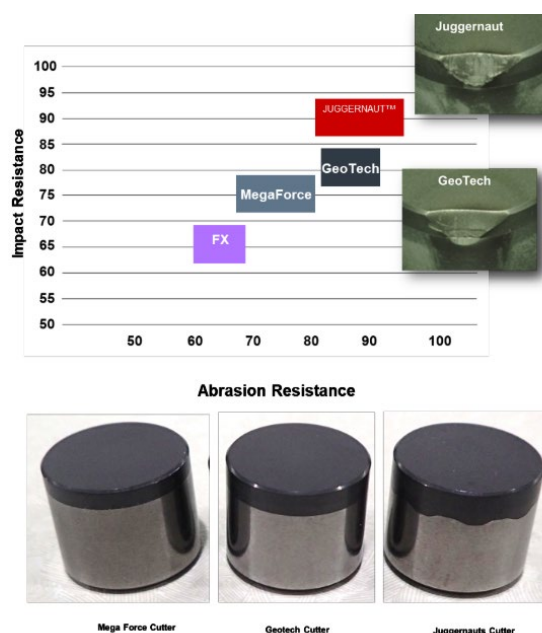 Juggernaut
100
95
90
85
80
75
70
65
60
55
50
Impact Resistance
JUGGERNAUT™
GeoTech
MegaForce
FX
GeoTech
50 60 70 80 90 100
Abrasion Resistance
Mega Force Cutter Geotech Cutter Juggernauts Cutter